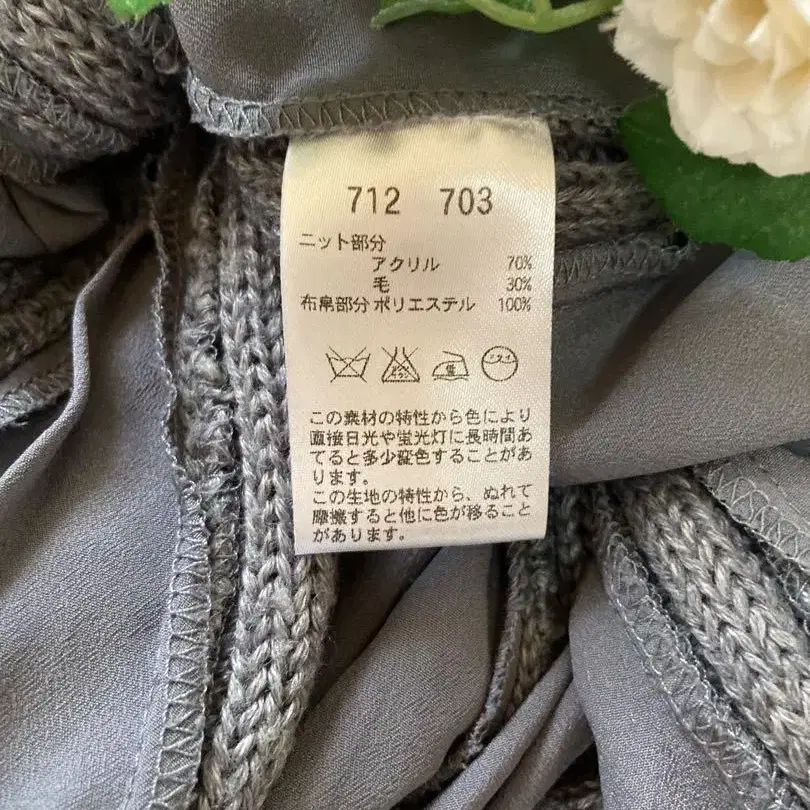 712 703
ニット部分
アクリル 70%
毛 30%
布帛部分 ポリエステル 100%
この素材の特性から色により
直接日光や蛍光灯に長時間あ
てると多少変色することがあ
ります。
この生地の特性から、ぬれて
摩擦すると他に色が移ること
があります。